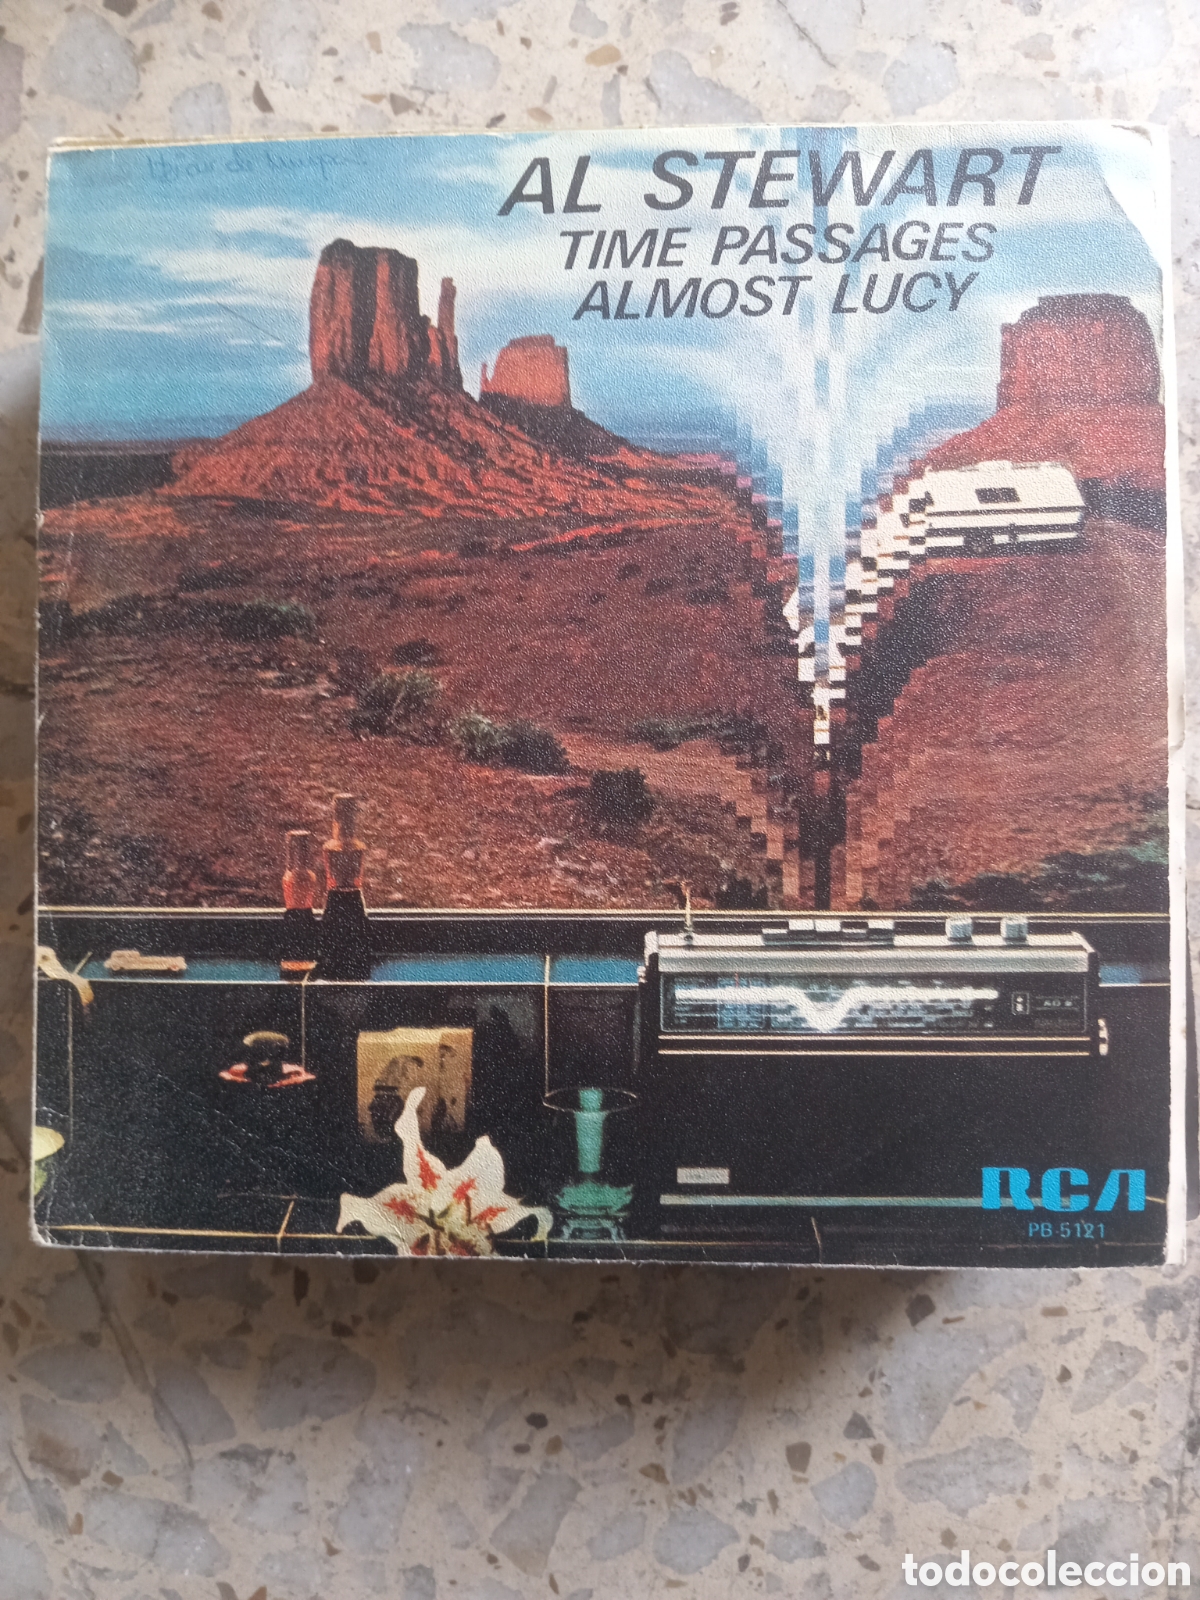 AL STEWART
TIME PASSAGES
ALMOST LUCY
RCA
PB-5121
todocoleccion